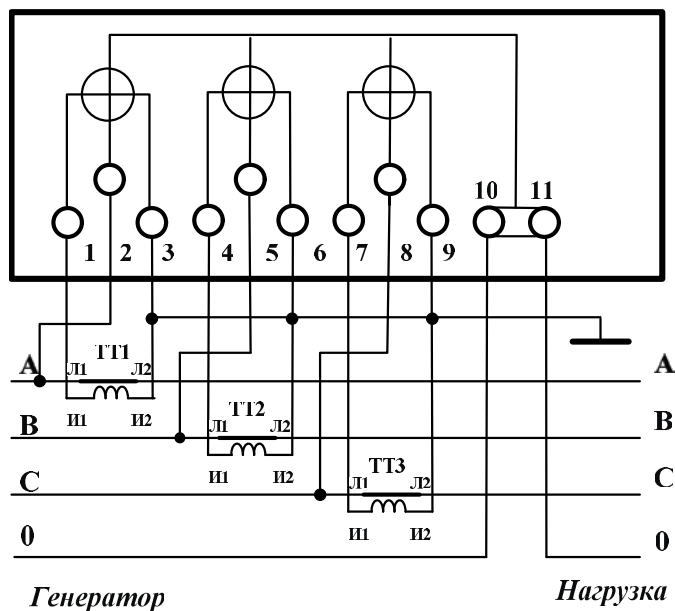 10 11
1 2 3 4 5 6 7 8 9
А ТТ1 А
Л1 Л2
И1 И2
В ТТ2 В
Л1 Л2
И1 И2
С ТТ3 С
Л1 Л2
И1 И2
0 0
Генератор Нагрузка